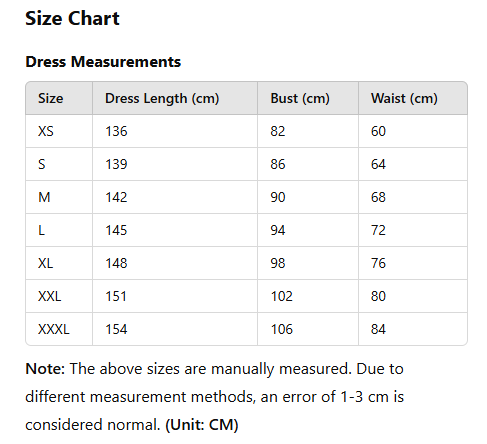 Size Chart
Dress Measurements
Size Dress Length (cm) Bust (cm) Waist (cm)
XS 136 82 60
S 139 86 64
M 142 90 68
L 145 94 72
XL 148 98 76
XXL 151 102 80
XXXL 154 106 84
Note: The above sizes are manually measured. Due to
different measurement methods, an error of 1-3 cm is
considered normal. (Unit: CM)